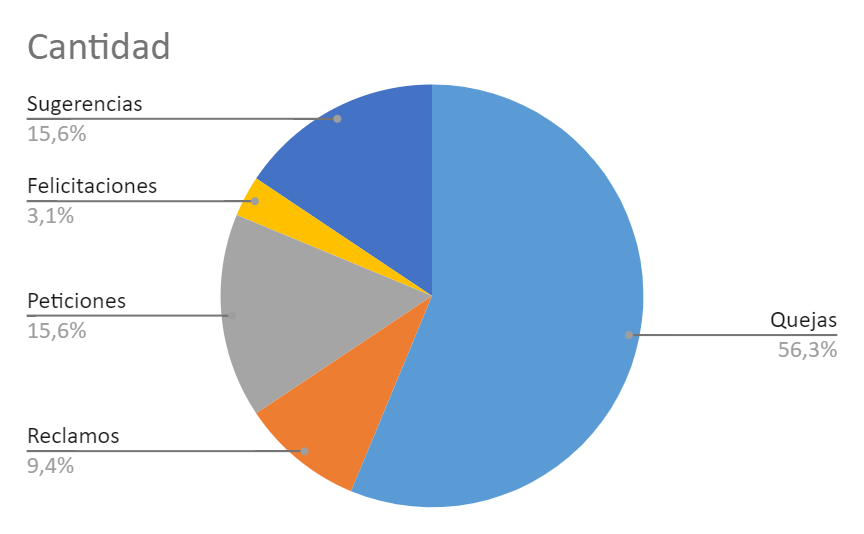 Cantidad
Sugerencias
15,6%
Felicitaciones
3,1%
Peticiones
15,6%
Quejas
56,3%
Reclamos
9,4%